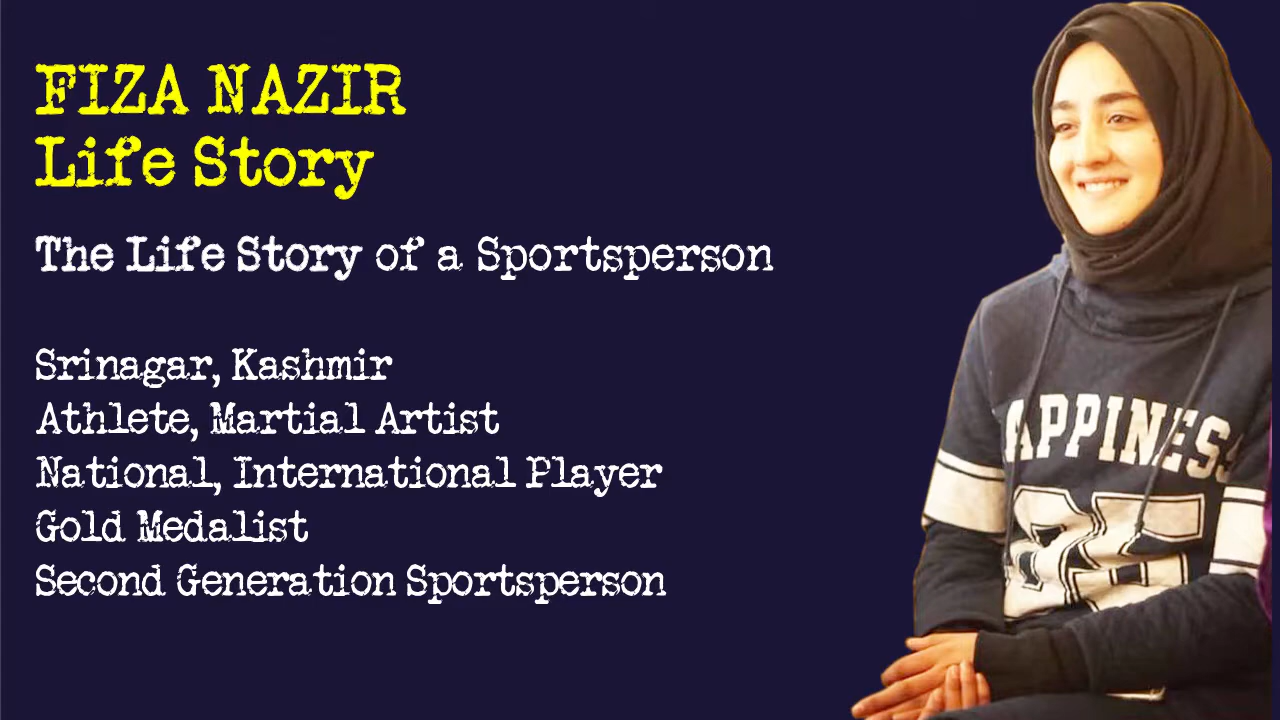 FIZA NAZIR
Life Story
The Life Story of a Sportsperson
Srinagar, Kashmir
Athlete, Martial Artist
National, International Player
Gold Medalist
Second Generation Sportsperson
APPINESS